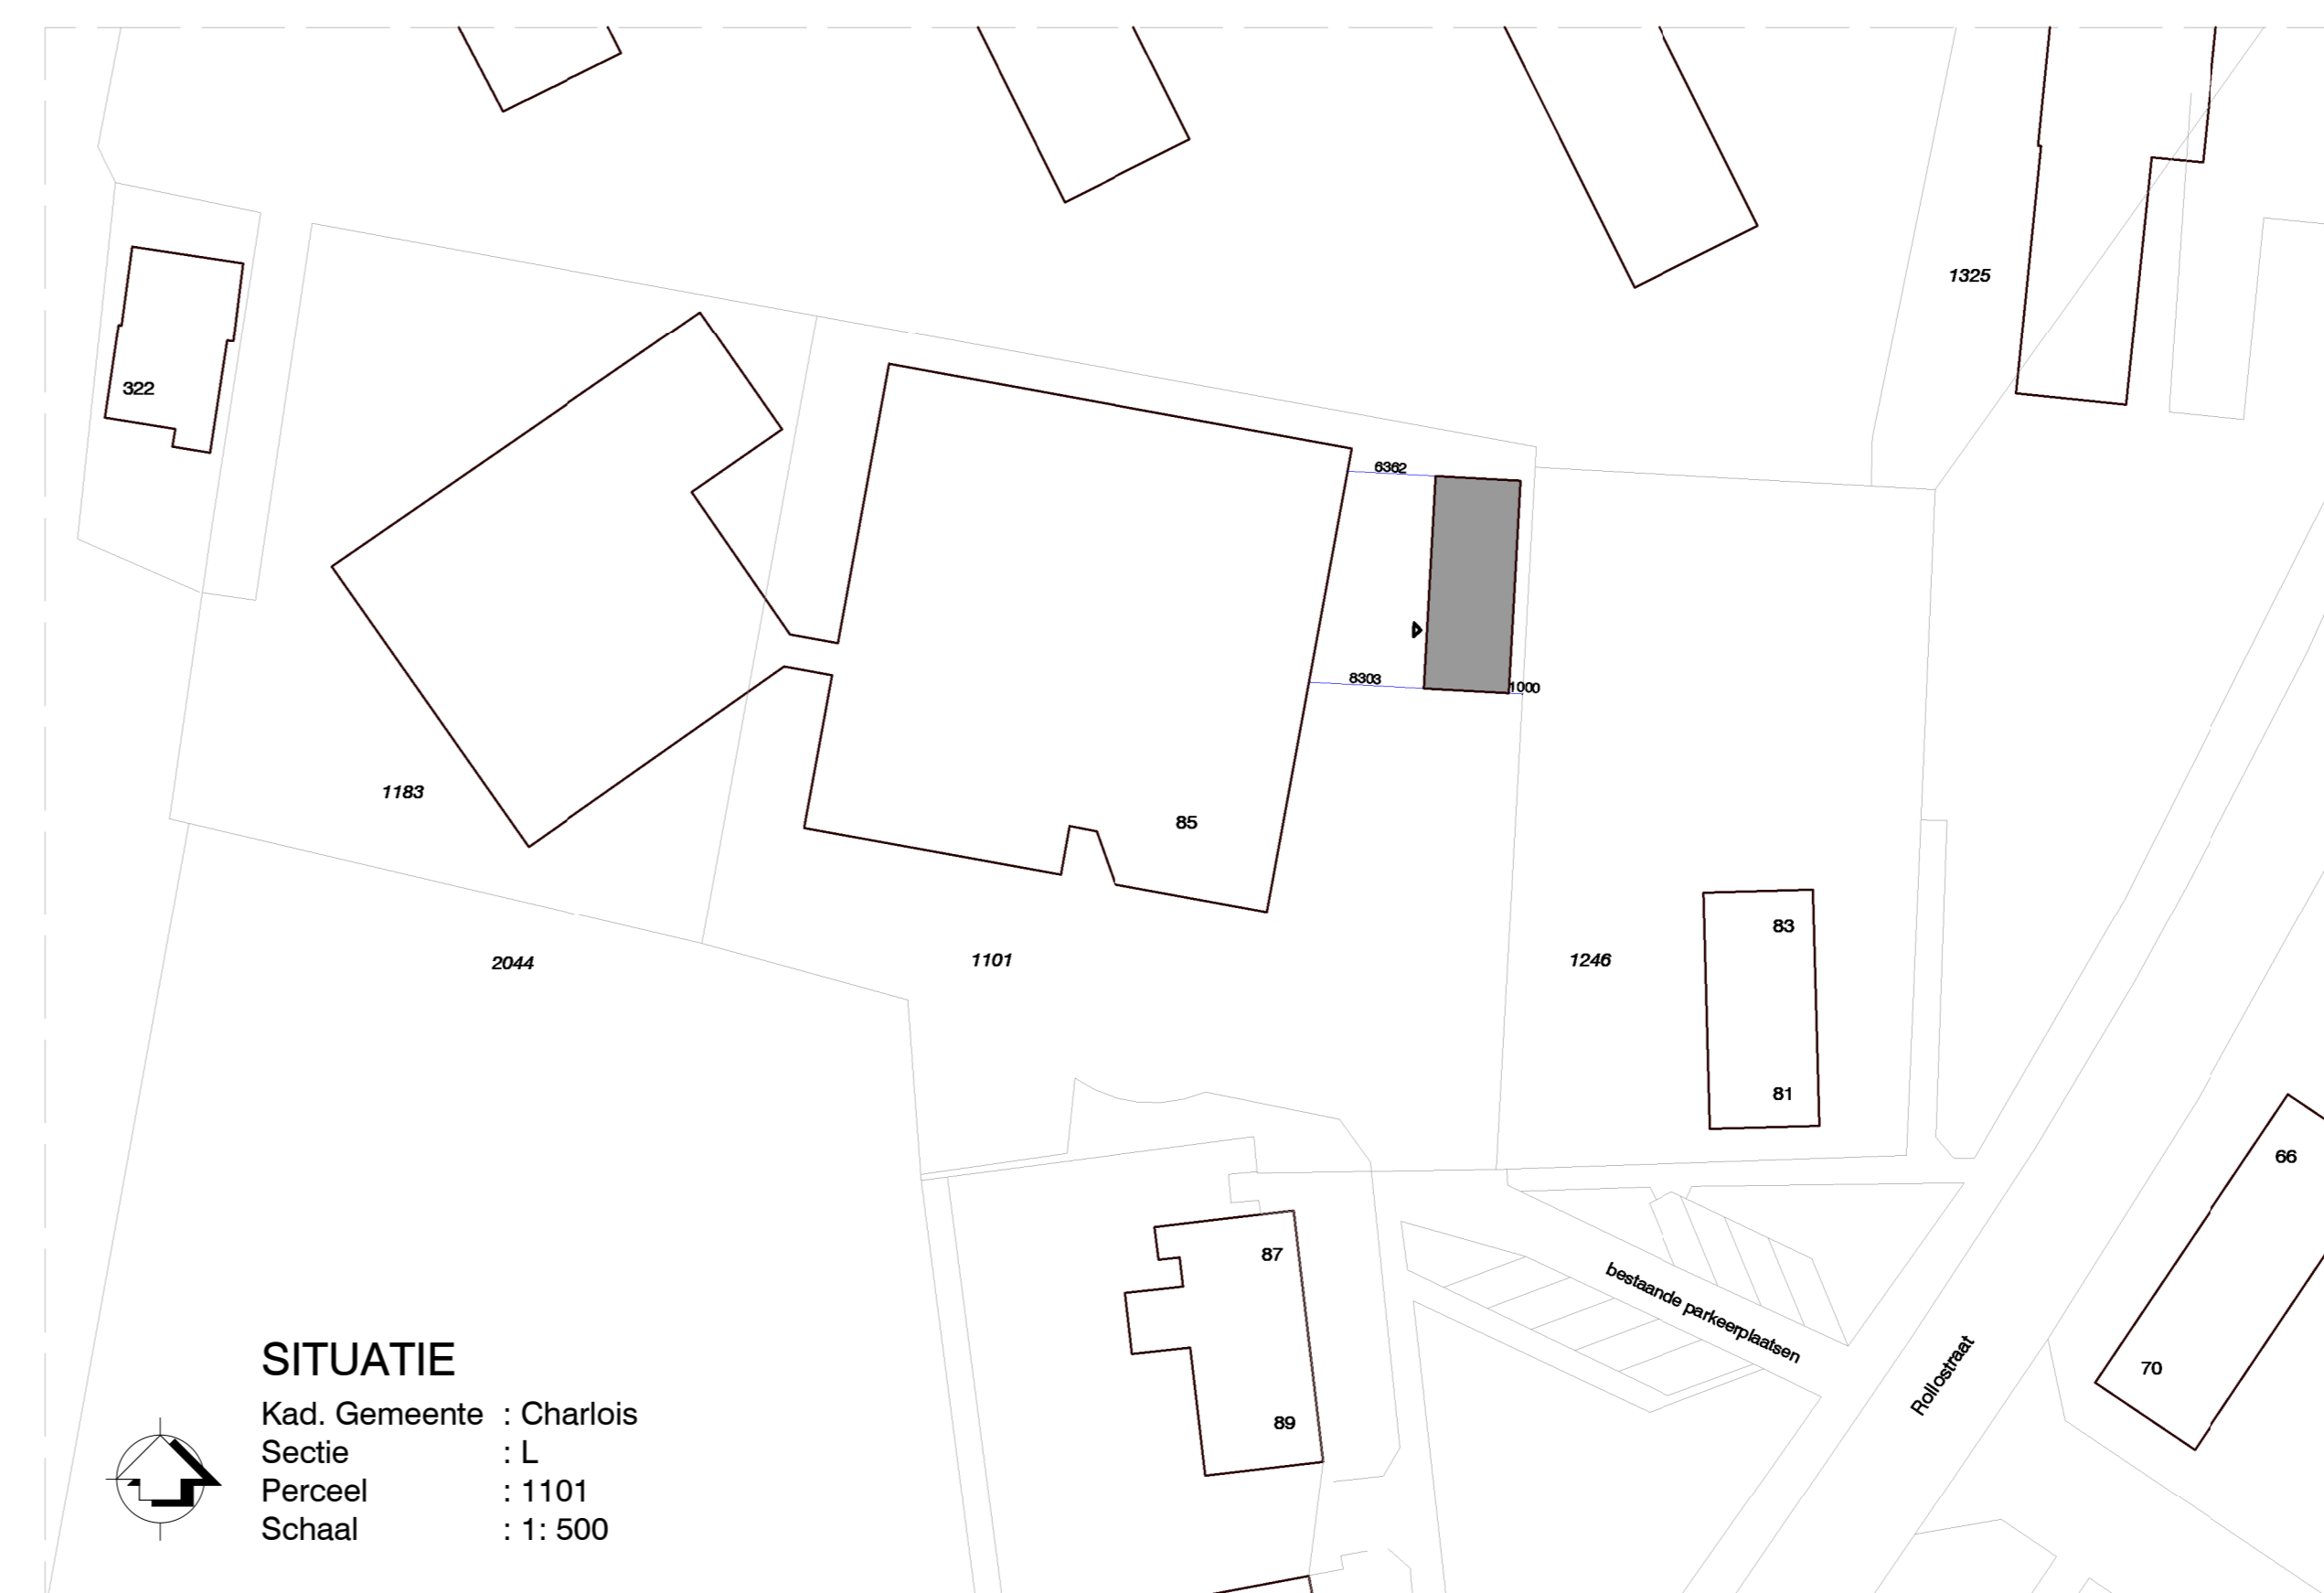 1325
322
6362
8303
1000
1183
85
2044
1101
1246
83
81
66
87
bestaande parkeerplaatsen
70
Rollostraat
89
SITUATIE
Kad. Gemeente : Charlois
Sectie : L
Perceel : 1101
Schaal : 1: 500